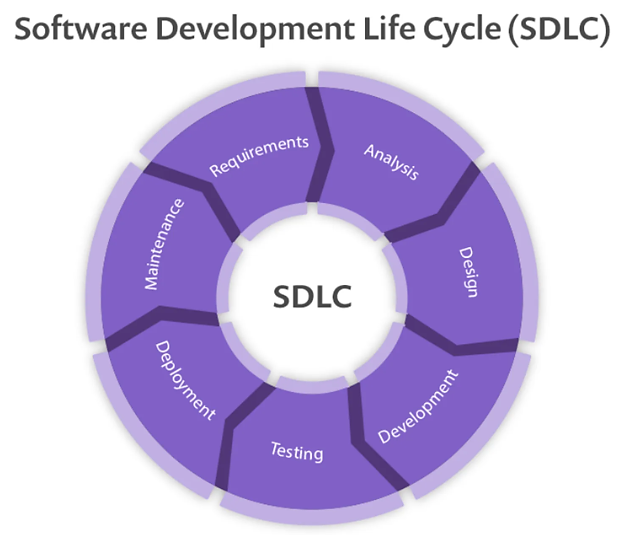 Software Development Life Cycle (SDLC)
Requirements
Analysis
Design
Development
Testing
Deployment
Maintenance
SDLC